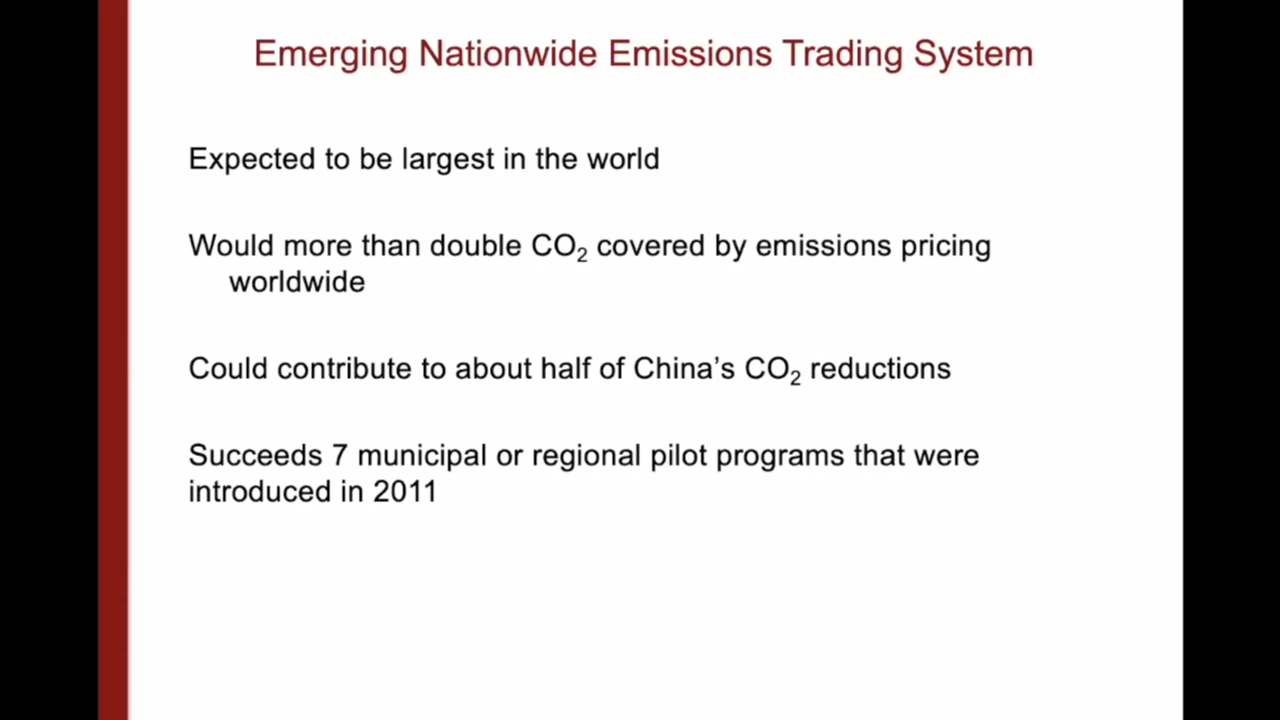 Emerging Nationwide Emissions Trading System
Expected to be largest in the world
Would more than double CO₂ covered by emissions pricing
worldwide
Could contribute to about half of China’s CO₂ reductions
Succeeds 7 municipal or regional pilot programs that were
introduced in 2011